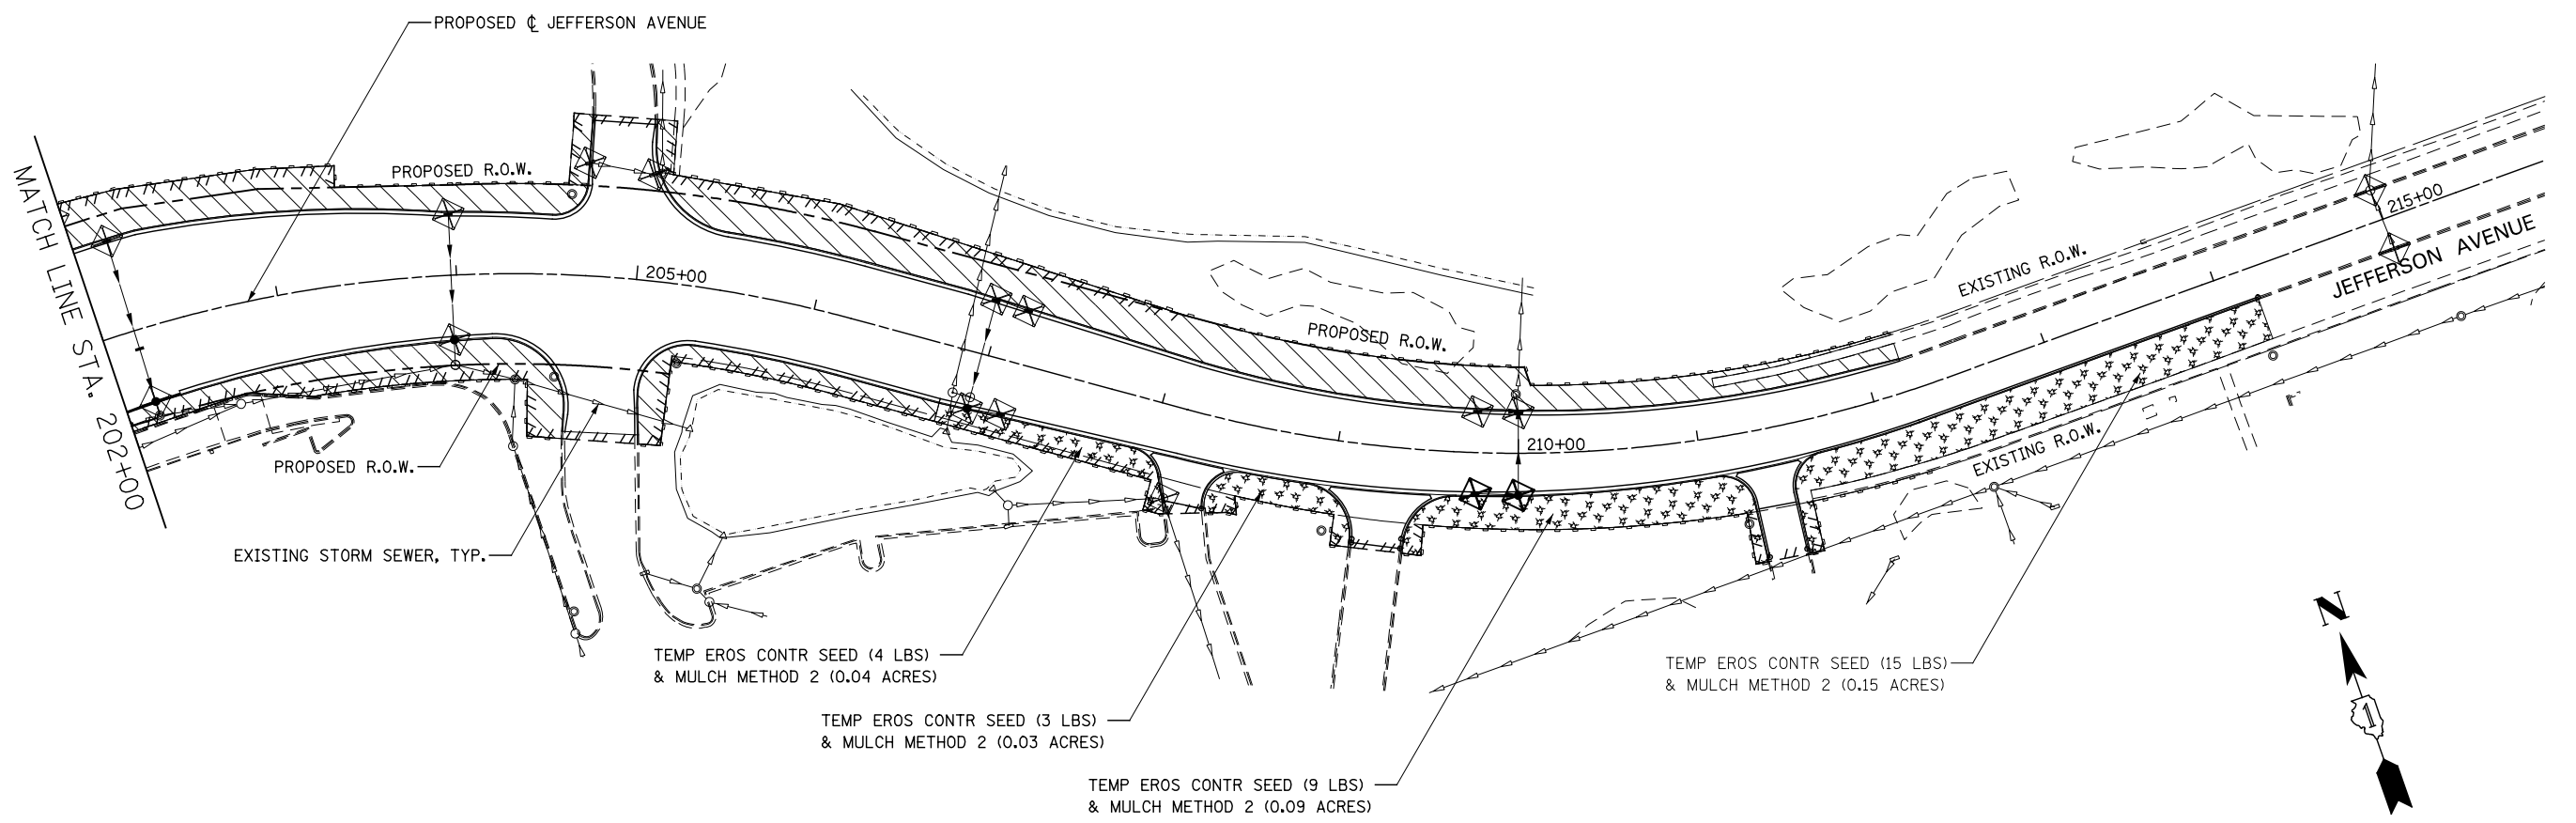 PROPOSED ℄ JEFFERSON AVENUE
PROPOSED R.O.W.
MATCH LINE STA. 202+00
205+00
PROPOSED R.O.W.
EXISTING R.O.W.
215+00
JEFFERSON AVENUE
210+00
EXISTING R.O.W.
PROPOSED R.O.W.
EXISTING STORM SEWER, TYP.
TEMP EROS CONTR SEED (4 LBS)
& MULCH METHOD 2 (0.04 ACRES)
TEMP EROS CONTR SEED (3 LBS)
& MULCH METHOD 2 (0.03 ACRES)
TEMP EROS CONTR SEED (9 LBS)
& MULCH METHOD 2 (0.09 ACRES)
TEMP EROS CONTR SEED (15 LBS)
& MULCH METHOD 2 (0.15 ACRES)
N
1